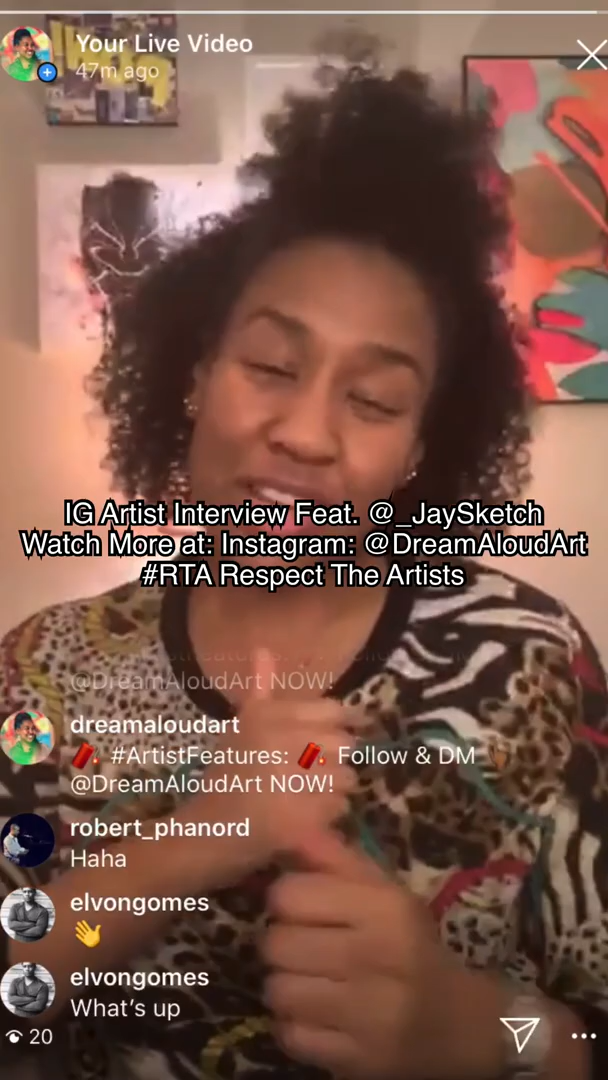 Your Live Video
47m ago
IG Artist Interview Feat. @_JaySketch
Watch More at: Instagram: @DreamAloudArt
#RTA Respect The Artists
@DreamAloudArt NOW!
dreamaloudart
🧧 #ArtistFeatures: 🧧 Follow & DM
@DreamAloudArt NOW!
robert_phanord
Haha
elvongomes
👋
elvongomes
What's up
20